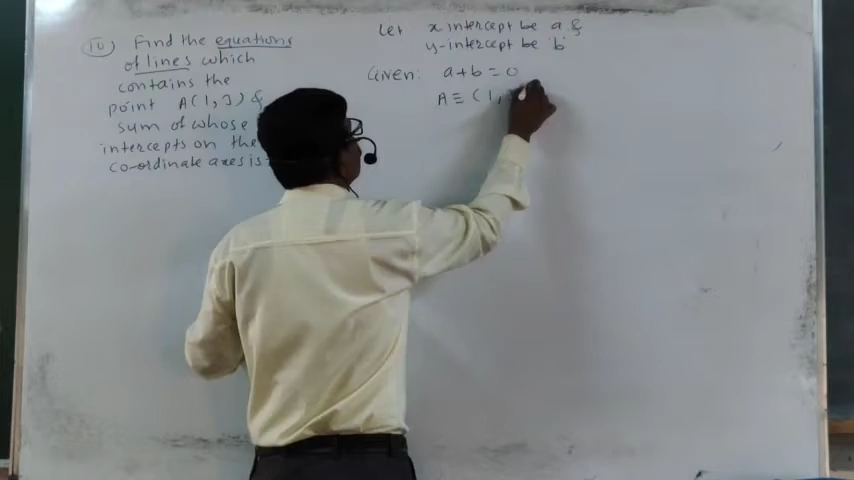 10) Find the equations
of lines which
contains the
point A(1,3) &
sum of whose
intercepts on the
co-ordinate axes is
Let x intercept be a &
y-intercept be 'b'
Given: a+b = 0
A ≡ (1,